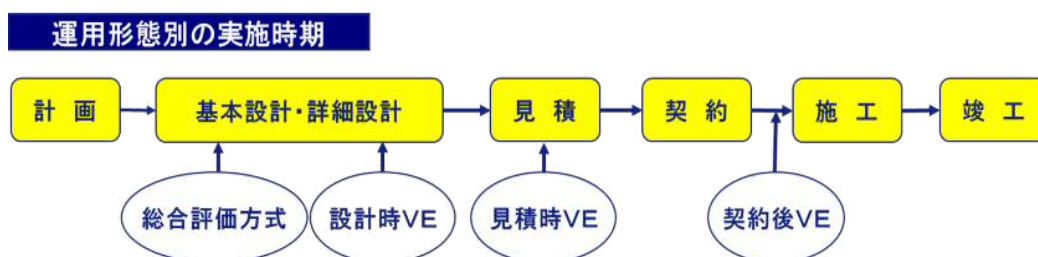 運用形態別の実施時期
計 画
基本設計・詳細設計
見 積
契 約
施 工
竣 工
総合評価方式
設計時VE
見積時VE
契約後VE